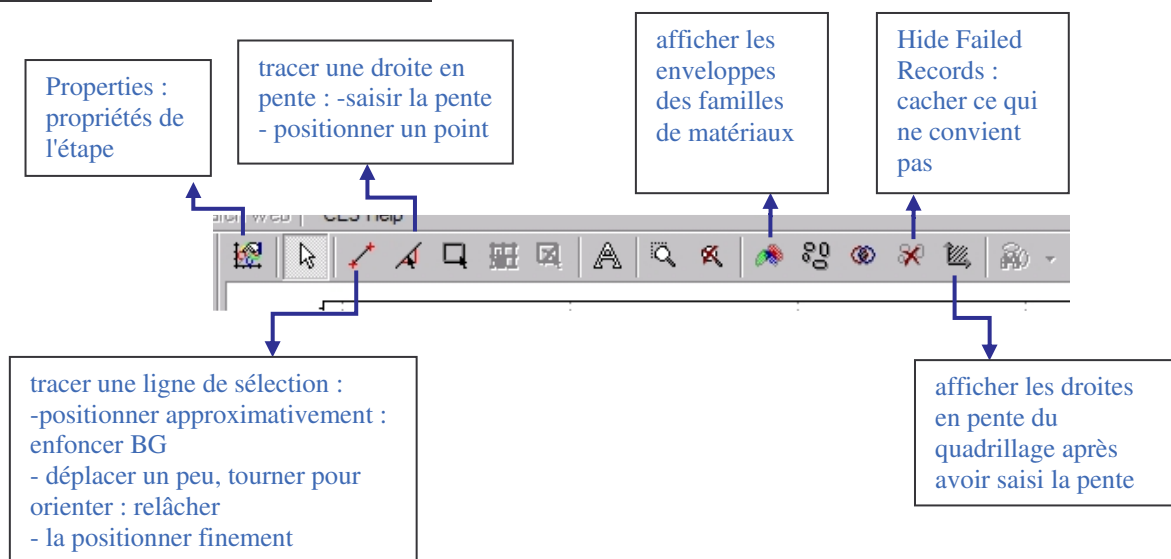 Properties :
propriétés de
l'étape
tracer une droite en
pente : -saisir la pente
- positionner un point
afficher les
enveloppes
des familles
de matériaux
Hide Failed
Records :
cacher ce qui
ne convient
pas
tracer une ligne de sélection :
-positionner approximativement :
enfoncer BG
- déplacer un peu, tourner pour
orienter : relâcher
- la positionner finement
afficher les droites
en pente du
quadrillage après
avoir saisi la pente